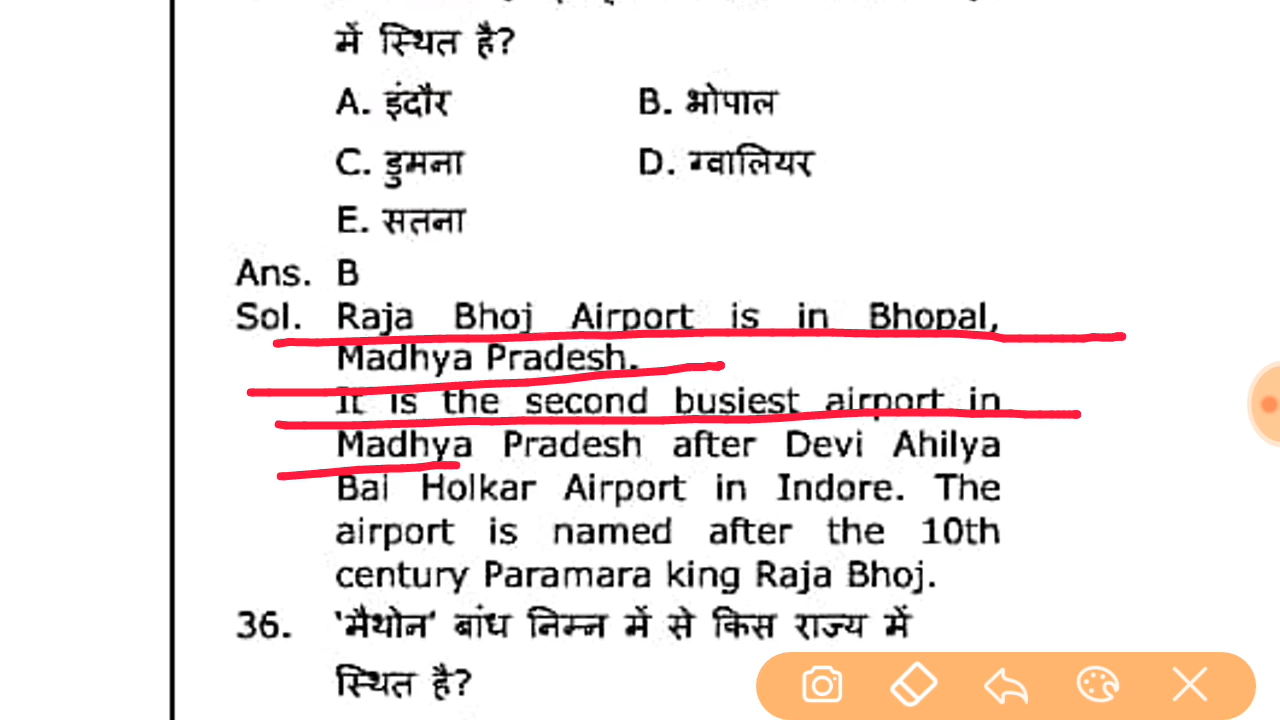 में स्थित है?
A. इंदौर B. भोपाल
C. डुमना D. ग्वालियर
E. सतना
Ans. B
Sol. Raja Bhoj Airport is in Bhopal,
Madhya Pradesh.
It is the second busiest airport in
Madhya Pradesh after Devi Ahilya
Bai Holkar Airport in Indore. The
airport is named after the 10th
century Paramara king Raja Bhoj.
36. 'मैथोन' बांध निम्न में से किस राज्य में
स्थित है?